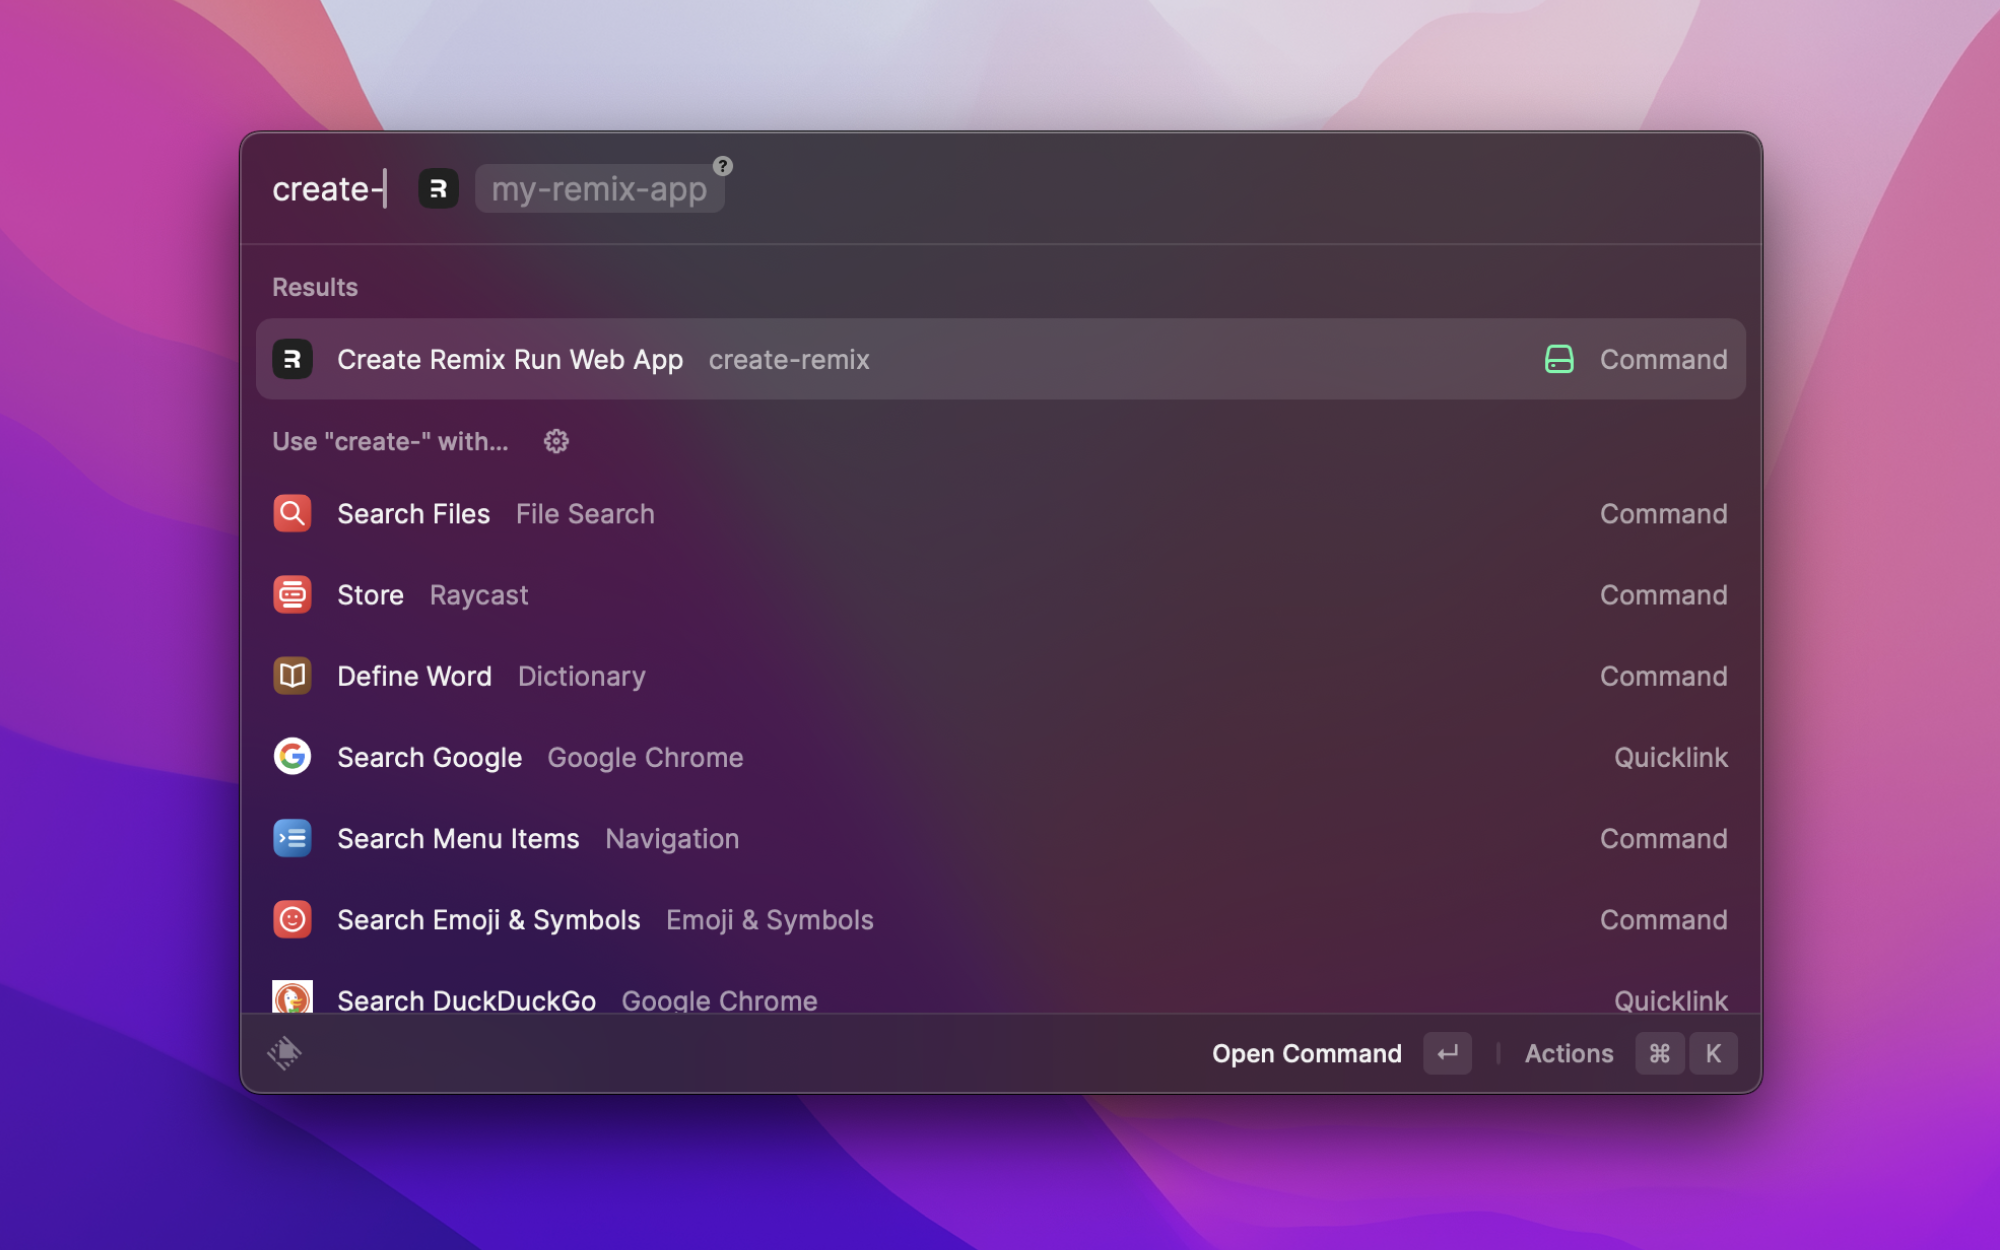 create- my-remix-app ?
Results
Create Remix Run Web App create-remix Command
Use "create-" with...
Search Files File Search Command
Store Raycast Command
Define Word Dictionary Command
Search Google Google Chrome Quicklink
Search Menu Items Navigation Command
Search Emoji & Symbols Emoji & Symbols Command
Search DuckDuckGo Google Chrome Quicklink
Open Command ↵ Actions ⌘ K